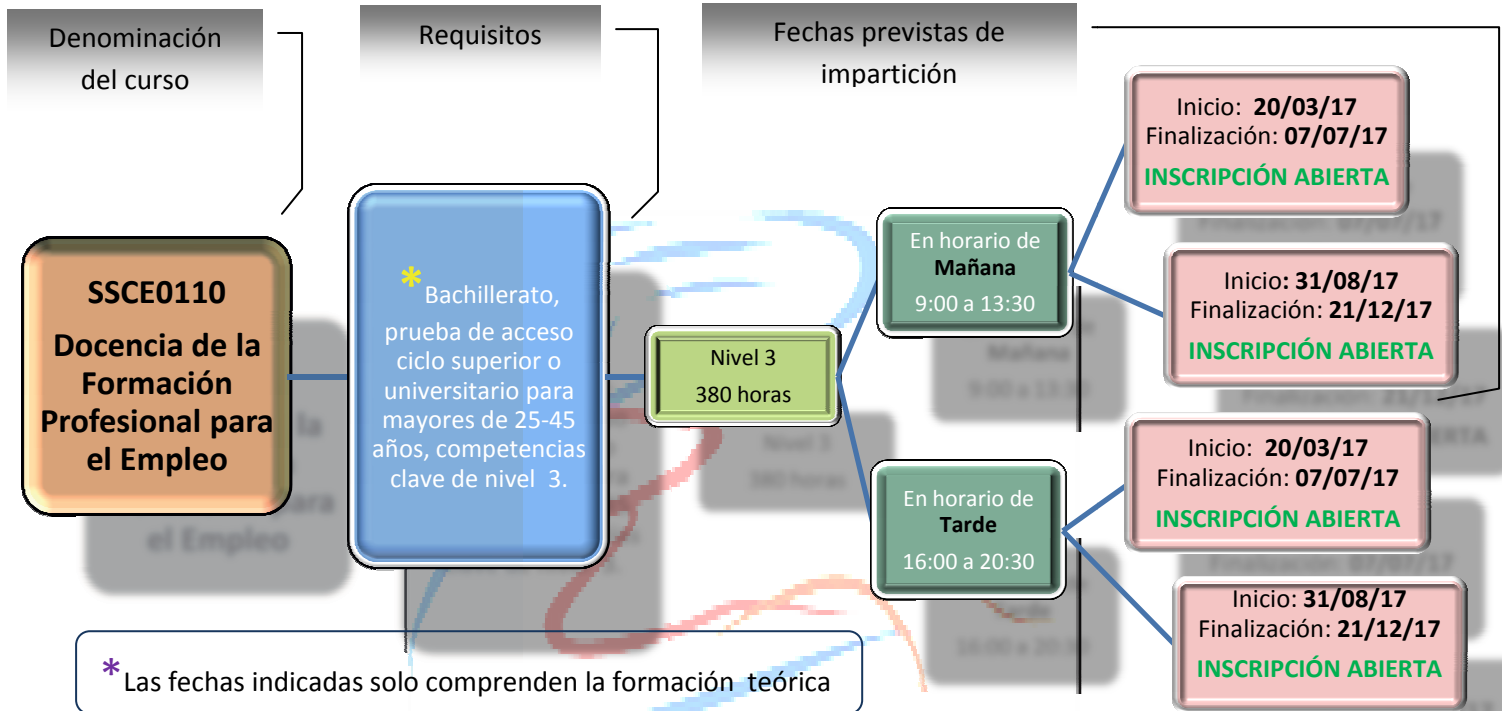 Denominación
del curso
Requisitos
Fechas previstas de
impartición
SSCE0110
Docencia de la
Formación
Profesional para
el Empleo
*Bachillerato,
prueba de acceso
ciclo superior o
universitario para
mayores de 25-45
años, competencias
clave de nivel 3.
Nivel 3
380 horas
En horario de
Mañana
9:00 a 13:30
Inicio: 20/03/17
Finalización: 07/07/17
INSCRIPCIÓN ABIERTA
Inicio: 31/08/17
Finalización: 21/12/17
INSCRIPCIÓN ABIERTA
En horario de
Tarde
16:00 a 20:30
Inicio: 20/03/17
Finalización: 07/07/17
INSCRIPCIÓN ABIERTA
Inicio: 31/08/17
Finalización: 21/12/17
INSCRIPCIÓN ABIERTA
*Las fechas indicadas solo comprenden la formación teórica